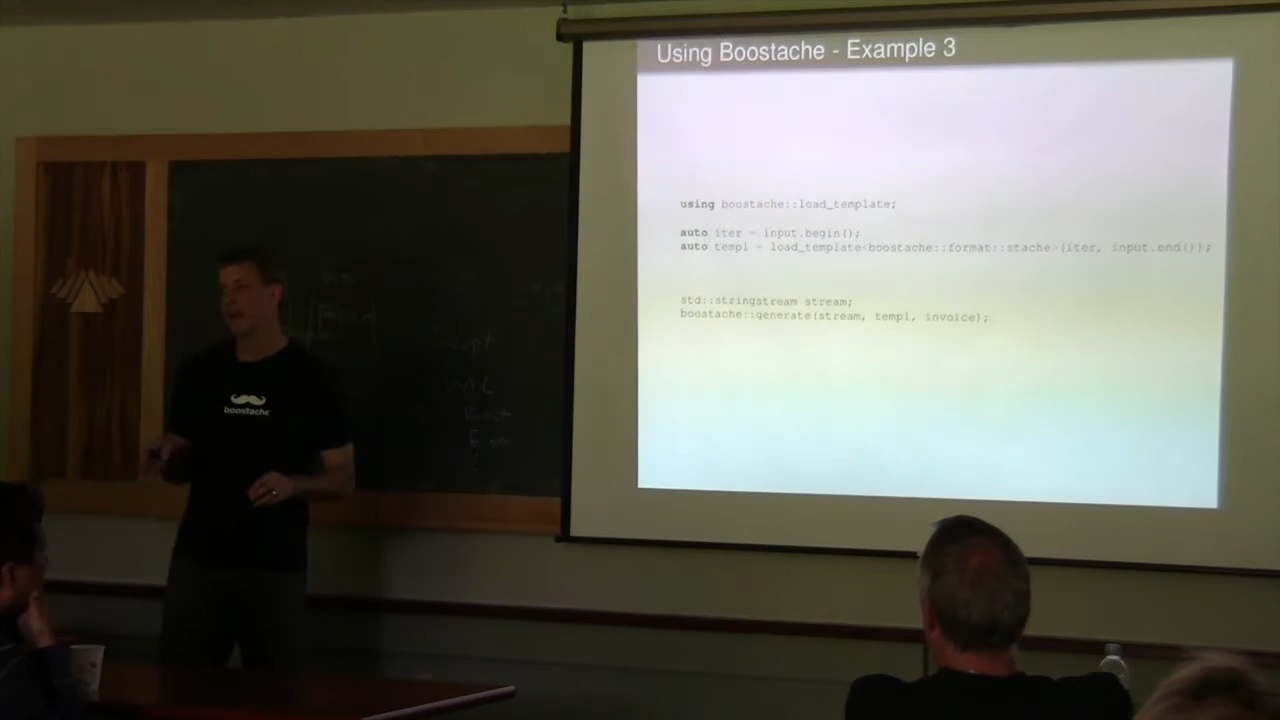 Using Boostache - Example 3
using boostache::load_template;
auto iter = input.begin();
auto templ = load_template<boostache::format::stache>(iter, input.end());
std::stringstream stream;
boostache::generate(stream, templ, invoice);
boostache